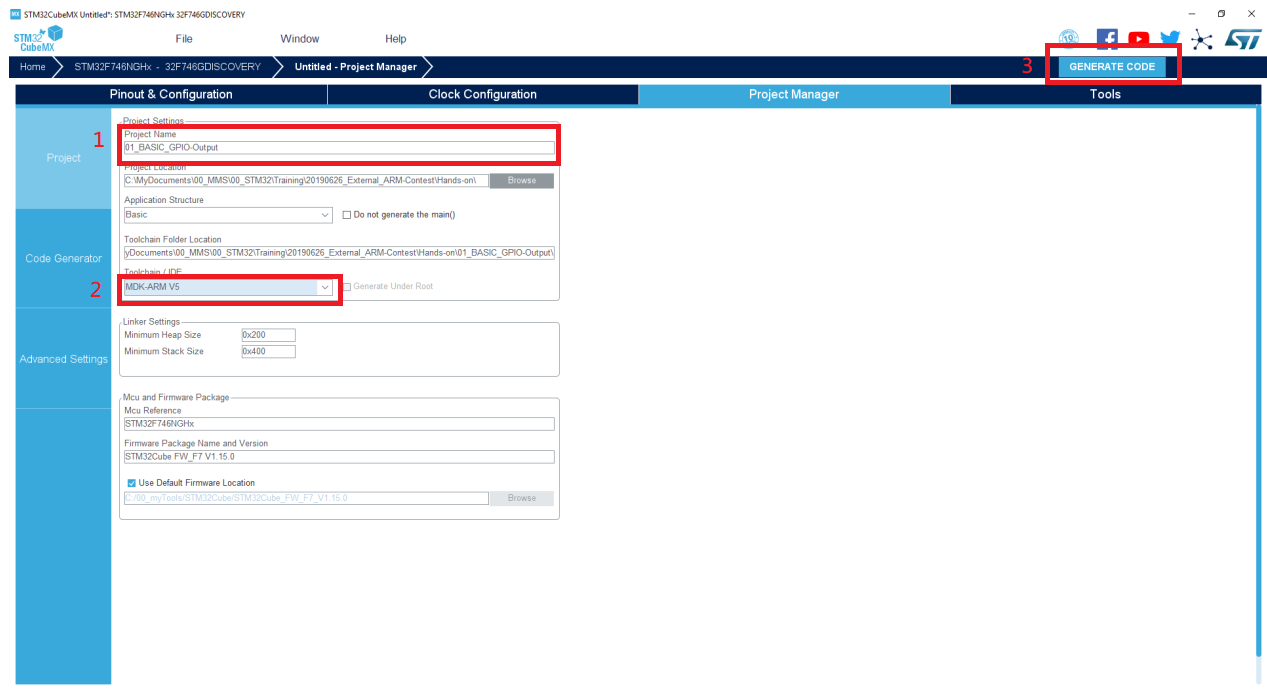 MX STM32CubeMX Untitled*: STM32F746NGHx 32F746GDISCOVERY
STM32
CubeMX
File Window Help
10
Home STM32F746NGHx - 32F746GDISCOVERY Untitled - Project Manager 3 GENERATE CODE
Pinout & Configuration Clock Configuration Project Manager Tools
Project
Code Generator
Advanced Settings
Project Settings
1
Project Name
01_BASIC_GPIO-Output
Project Location
C:\MyDocuments\00_MMS\00_STM32\Training\20190626_External_ARM-Contest\Hands-on\ Browse
Application Structure
Basic Do not generate the main()
Toolchain Folder Location
yDocuments\00_MMS\00_STM32\Training\20190626_External_ARM-Contest\Hands-on\01_BASIC_GPIO-Output\
Toolchain / IDE
2 MDK-ARM V5 Generate Under Root
Linker Settings
Minimum Heap Size 0x200
Minimum Stack Size 0x400
Mcu and Firmware Package
Mcu Reference
STM32F746NGHx
Firmware Package Name and Version
STM32Cube FW_F7 V1.15.0
Use Default Firmware Location
C:/00_myTools/STM32Cube/STM32Cube_FW_F7_V1.15.0 Browse